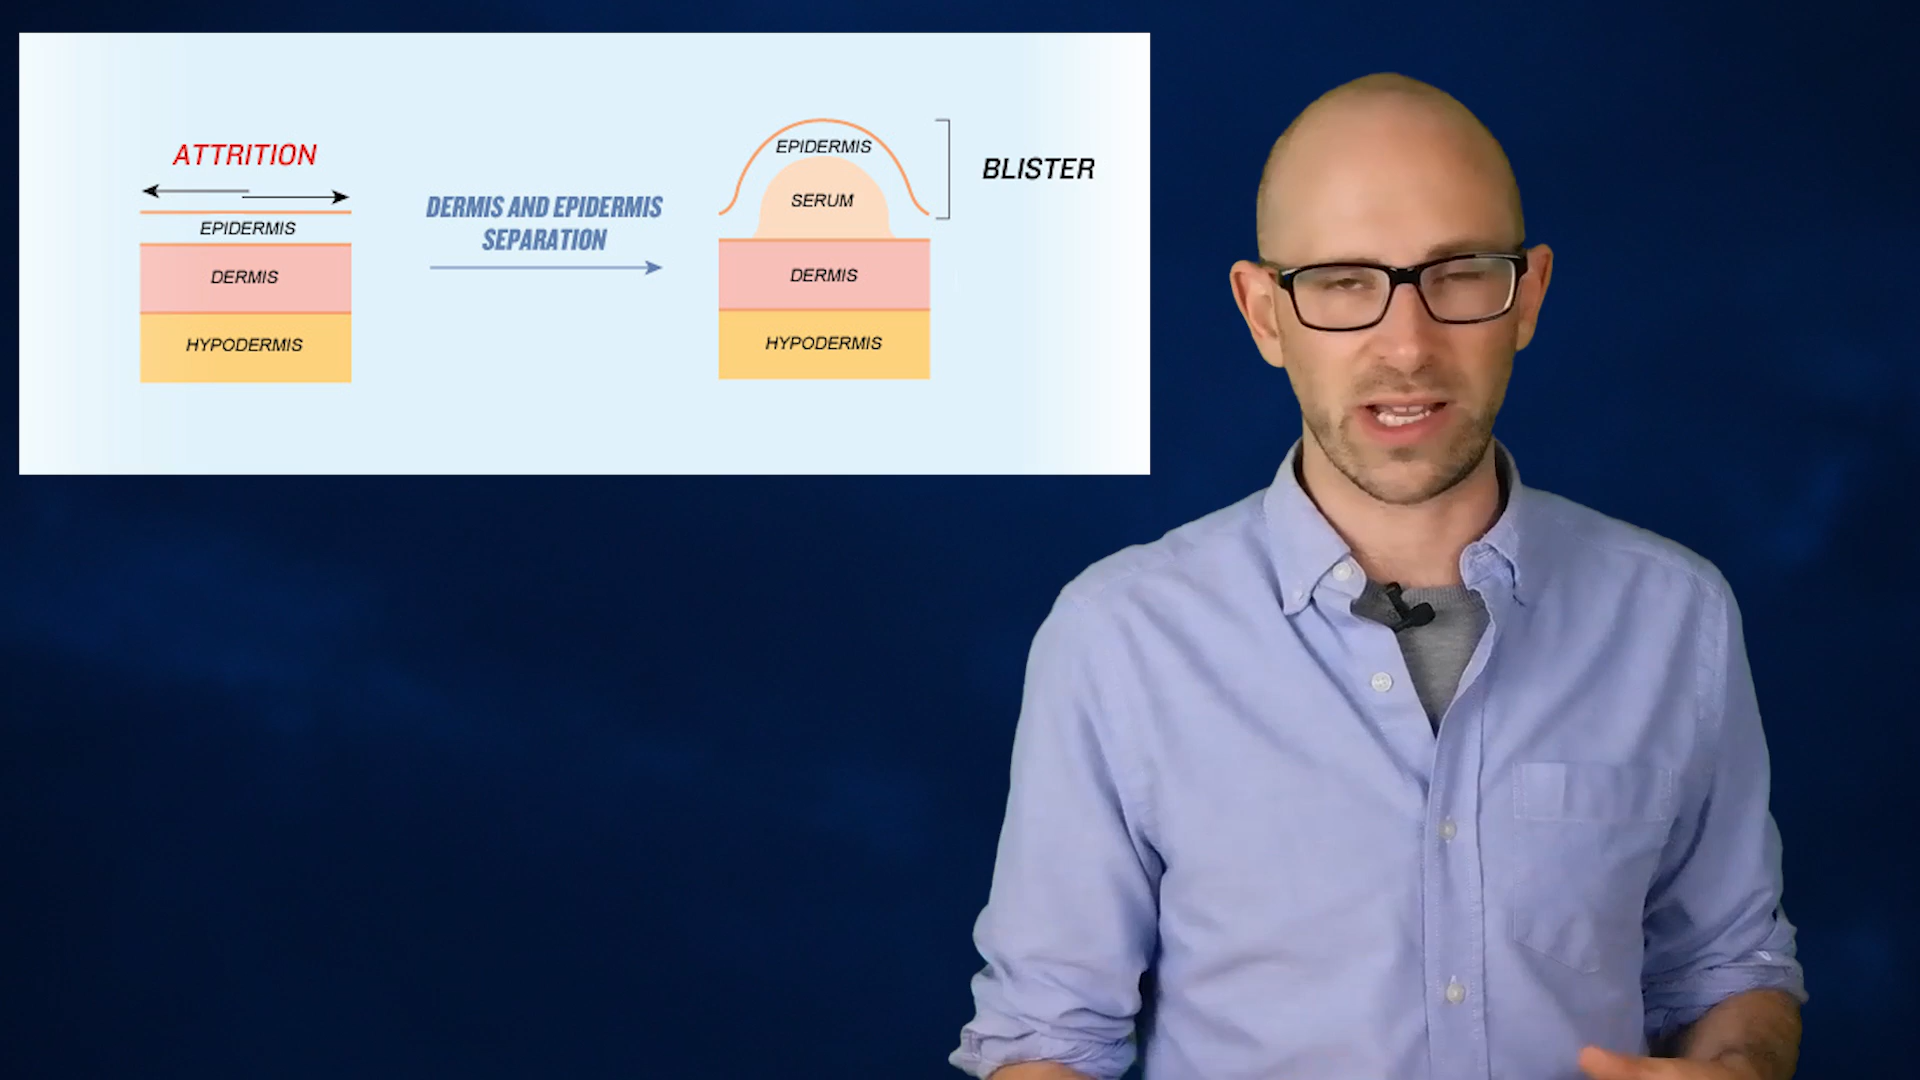 ATTRITION
EPIDERMIS
DERMIS
HYPODERMIS
DERMIS AND EPIDERMIS
SEPARATION
EPIDERMIS
SERUM
DERMIS
HYPODERMIS
BLISTER